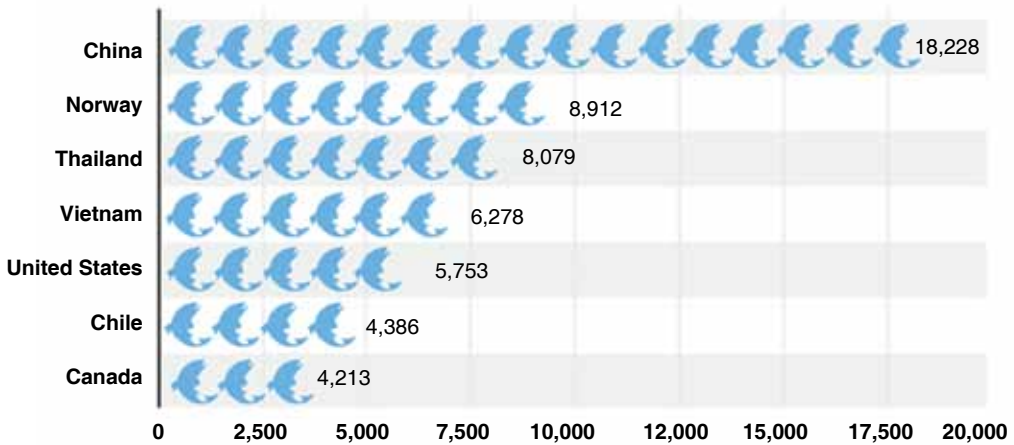 China 18,228
Norway 8,912
Thailand 8,079
Vietnam 6,278
United States 5,753
Chile 4,386
Canada 4,213
0 2,500 5,000 7,500 10,000 12,000 15,000 17,500 20,000